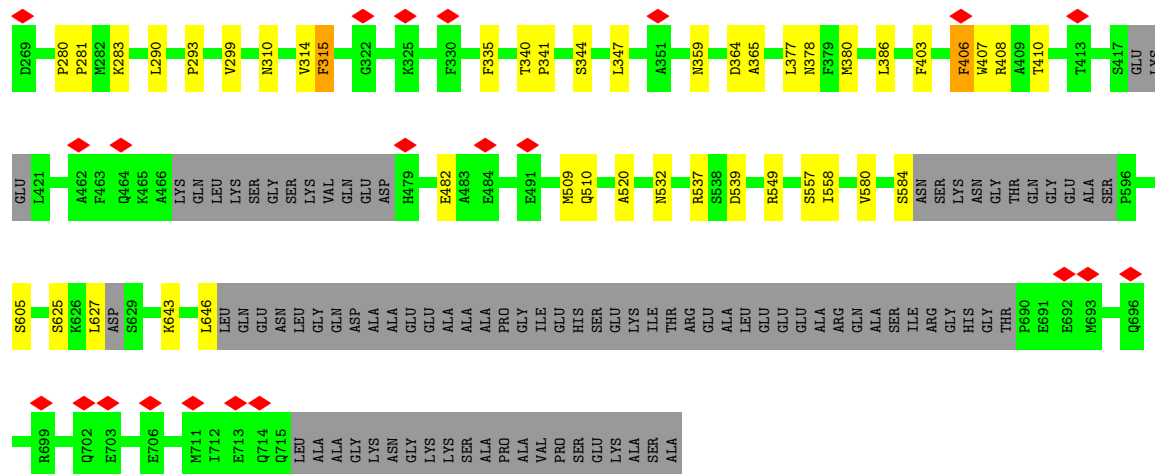 D269 P280 P281 M282 K283 L290 P293 V299 N310 V314 F315 G322 K325 F330 F335 T340 P341 S344 L347 A351 N359 D364 A365 L377 N378 F379 M380 L386 F403 F406 W407 R408 A409 T410 T413 S417 GLU LYS
GLU L421 A462 F463 Q464 K465 A466 LYS GLN LEU LYS SER GLY SER LYS VAL GLN GLU ASP H479 E482 A483 E484 E491 M509 Q510 A520 N532 R537 S538 D539 R549 S557 I558 V580 S584 ASN SER LYS ASN GLY THR GLN GLY GLU ALA SER P596
S605 S625 K626 L627 ASP S629 K643 L646 LEU GLN GLU ASN LEU GLY GLN ASP ALA ALA GLU GLU ALA ALA ALA PRO GLY ILE GLU HIS SER GLU LYS ILE THR ARG GLU ALA LEU GLU GLU GLU ALA ARG GLN ALA SER ILE ARG GLY HIS GLY THR P690 E691 E692 M693 Q696
R699 Q702 E703 E706 M711 I712 E713 Q714 Q715 LEU ALA ALA GLY LYS ASN GLY LYS LYS SER ALA PRO ALA VAL PRO SER GLU LYS ALA SER ALA